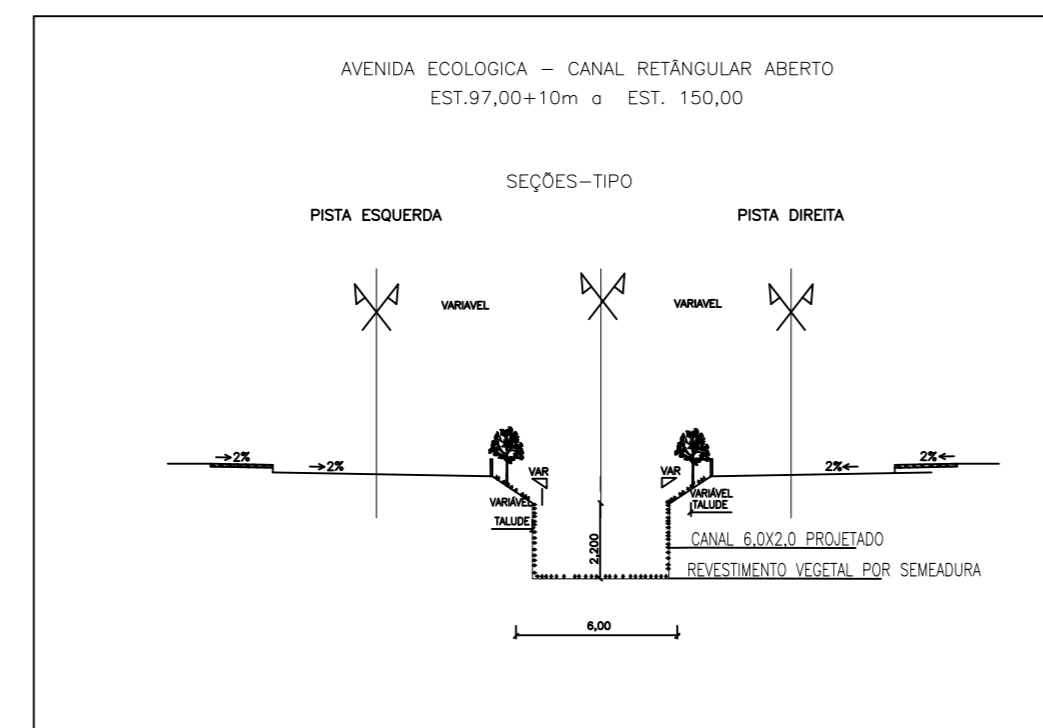 AVENIDA ECOLOGICA – CANAL RETÂNGULAR ABERTO
EST.97,00+10m a EST. 150,00
SEÇÕES–TIPO
PISTA ESQUERDA
PISTA DIREITA
VARIAVEL
VARIAVEL
2%
2%
VAR
VAR
2%
2%
VARIÁVEL
TALUDE
VARIÁVEL
TALUDE
2,200
CANAL 6,0X2,0 PROJETADO
REVESTIMENTO VEGETAL POR SEMEADURA
6,00